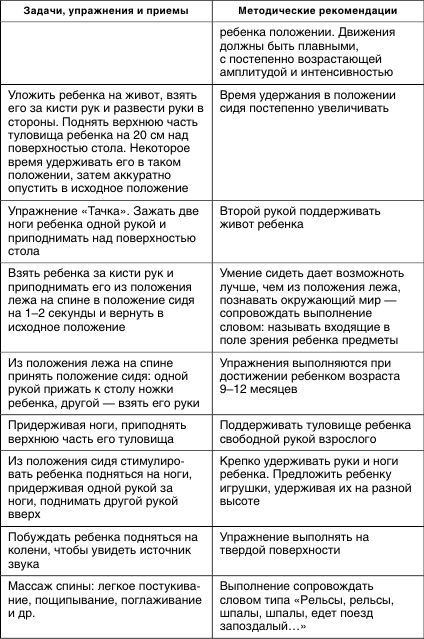 Задачи, упражнения и приемы
Методические рекомендации
ребенка положении. Движения
должны быть плавными,
с постепенно возрастающей
амплитудой и интенсивностью
Уложить ребенка на живот, взять
его за кисти рук и развести руки в
стороны. Поднять верхнюю часть
туловища ребенка на 20 см над
поверхностью стола. Некоторое
время удерживать его в таком
положении, затем аккуратно
опустить в исходное положение
Время удержания в положении
сидя постепенно увеличивать
Упражнение «Тачка». Зажать две
ноги ребенка одной рукой и
приподнимать над поверхностью
стола
Второй рукой поддерживать
живот ребенка
Взять ребенка за кисти рук и
приподнимать его из положения
лежа на спине в положение сидя
на 1–2 секунды и вернуть в
исходное положение
Умение сидеть дает возможноть
лучше, чем из положения лежа,
познавать окружающий мир —
сопровождать выполнение
словом: называть входящие в
поле зрения ребенка предметы
Из положения лежа на спине
принять положение сидя: одной
рукой прижать к столу ножки
ребенка, другой — взять его руки
Упражнения выполняются при
достижении ребенком возраста
9–12 месяцев
Придерживая ноги, приподнять
верхнюю часть его туловища
Поддерживать туловище ребенка
свободной рукой взрослого
Из положения сидя стимулиро-
вать ребенка подняться на ноги,
придерживая одной рукой за
ноги, поднимать другой рукой
вверх
Крепко удерживать руки и ноги
ребенка. Предложить ребенку
игрушки, удерживая их на разной
высоте
Побуждать ребенка подняться на
колени, чтобы увидеть источник
звука
Упражнение выполнять на
твердой поверхности
Массаж спины: легкое постукива-
ние, пощипывание, поглаживание
и др.
Выполнение сопровождать
словом типа «Рельсы, рельсы,
шпалы, шпалы, едет поезд
запоздалый…»